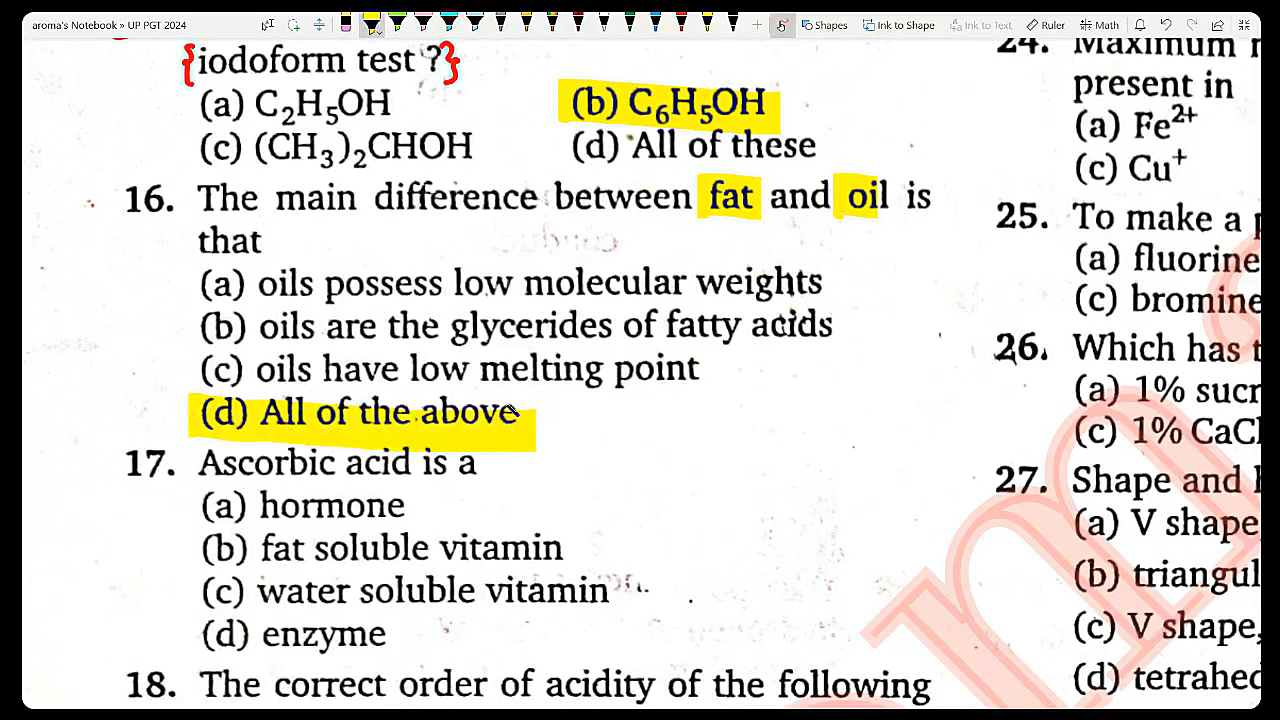 aroma's Notebook » UP PGT 2024
Shapes
Ink to Shape
Ink to Text
Ruler
Math
iodoform test ?
(a) C₂H₅OH (b) C₆H₅OH
(c) (CH₃)₂CHOH (d) All of these
16. The main difference between fat and oil is
that
(a) oils possess low molecular weights
(b) oils are the glycerides of fatty acids
(c) oils have low melting point
(d) All of the above
17. Ascorbic acid is a
(a) hormone
(b) fat soluble vitamin
(c) water soluble vitamin
(d) enzyme
18. The correct order of acidity of the following
24. Maximum
present in
(a) Fe²⁺
(c) Cu⁺
25. To make a
(a) fluorine
(c) bromine
26. Which has
(a) 1% sucr
(c) 1% CaCl
27. Shape and
(a) V shape
(b) triangul
(c) V shape,
(d) tetrahed